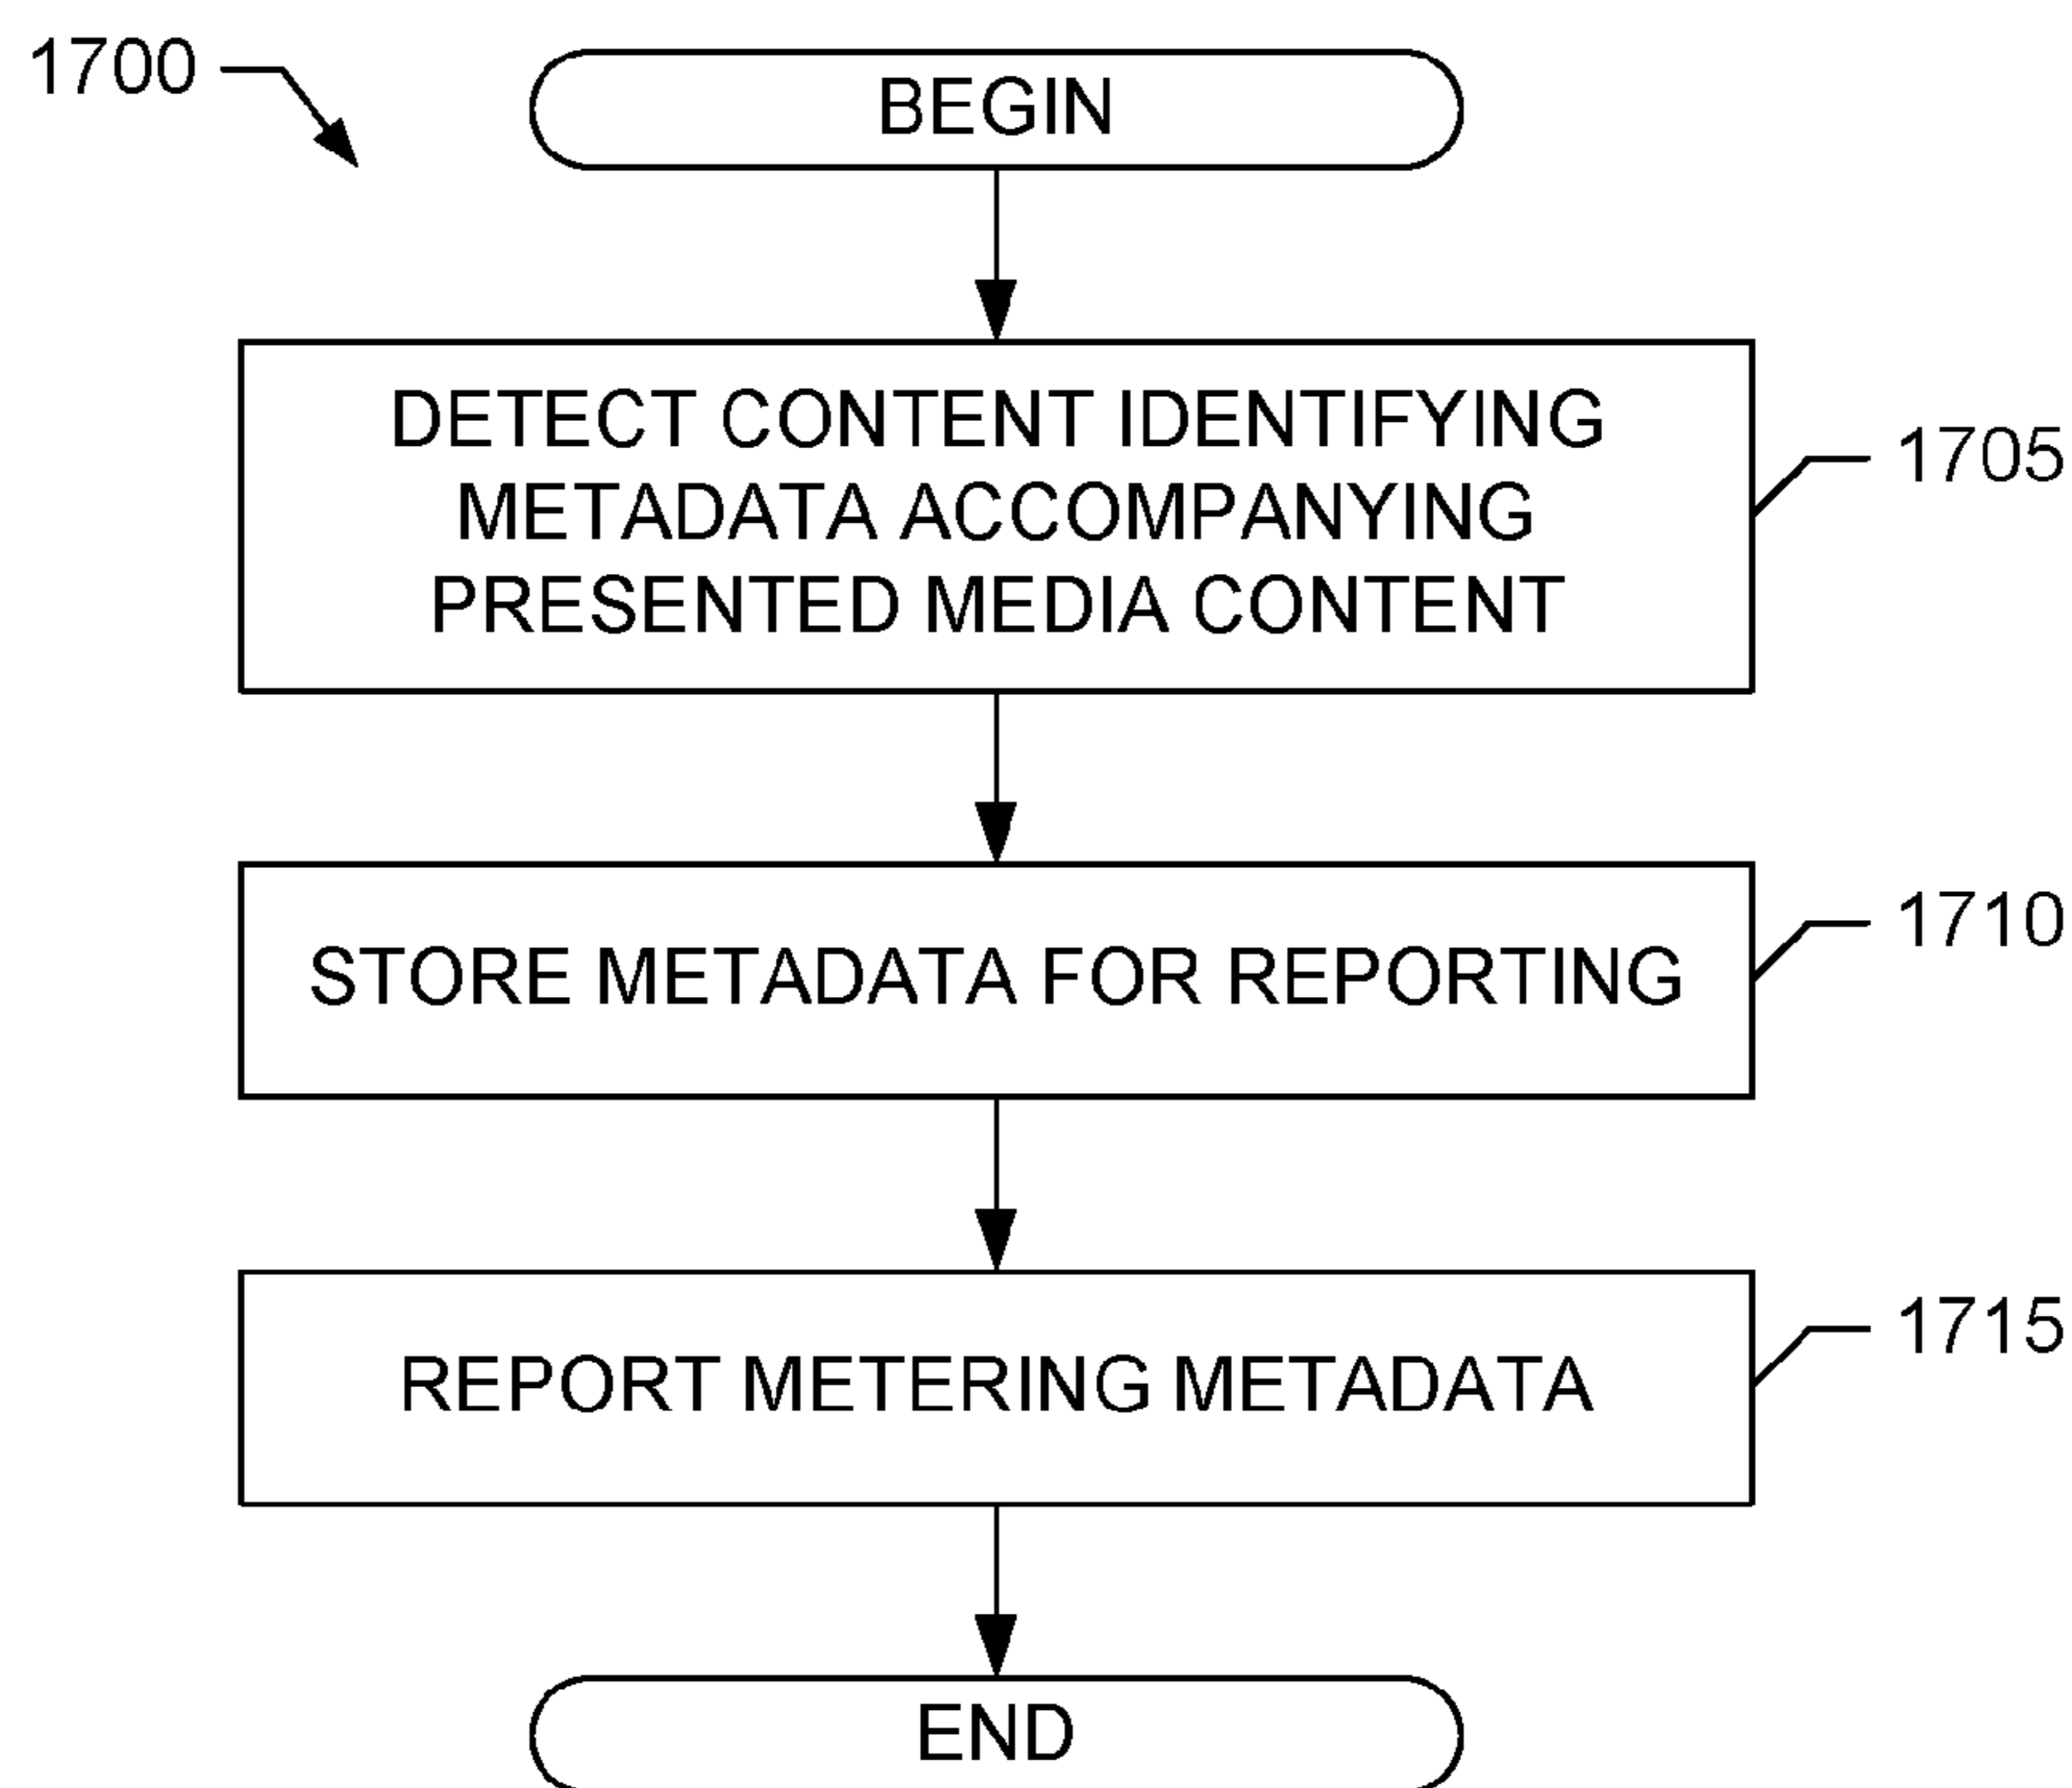 1700
BEGIN
DETECT CONTENT IDENTIFYING
METADATA ACCOMPANYING
PRESENTED MEDIA CONTENT
1705
STORE METADATA FOR REPORTING
1710
REPORT METERING METADATA
1715
END